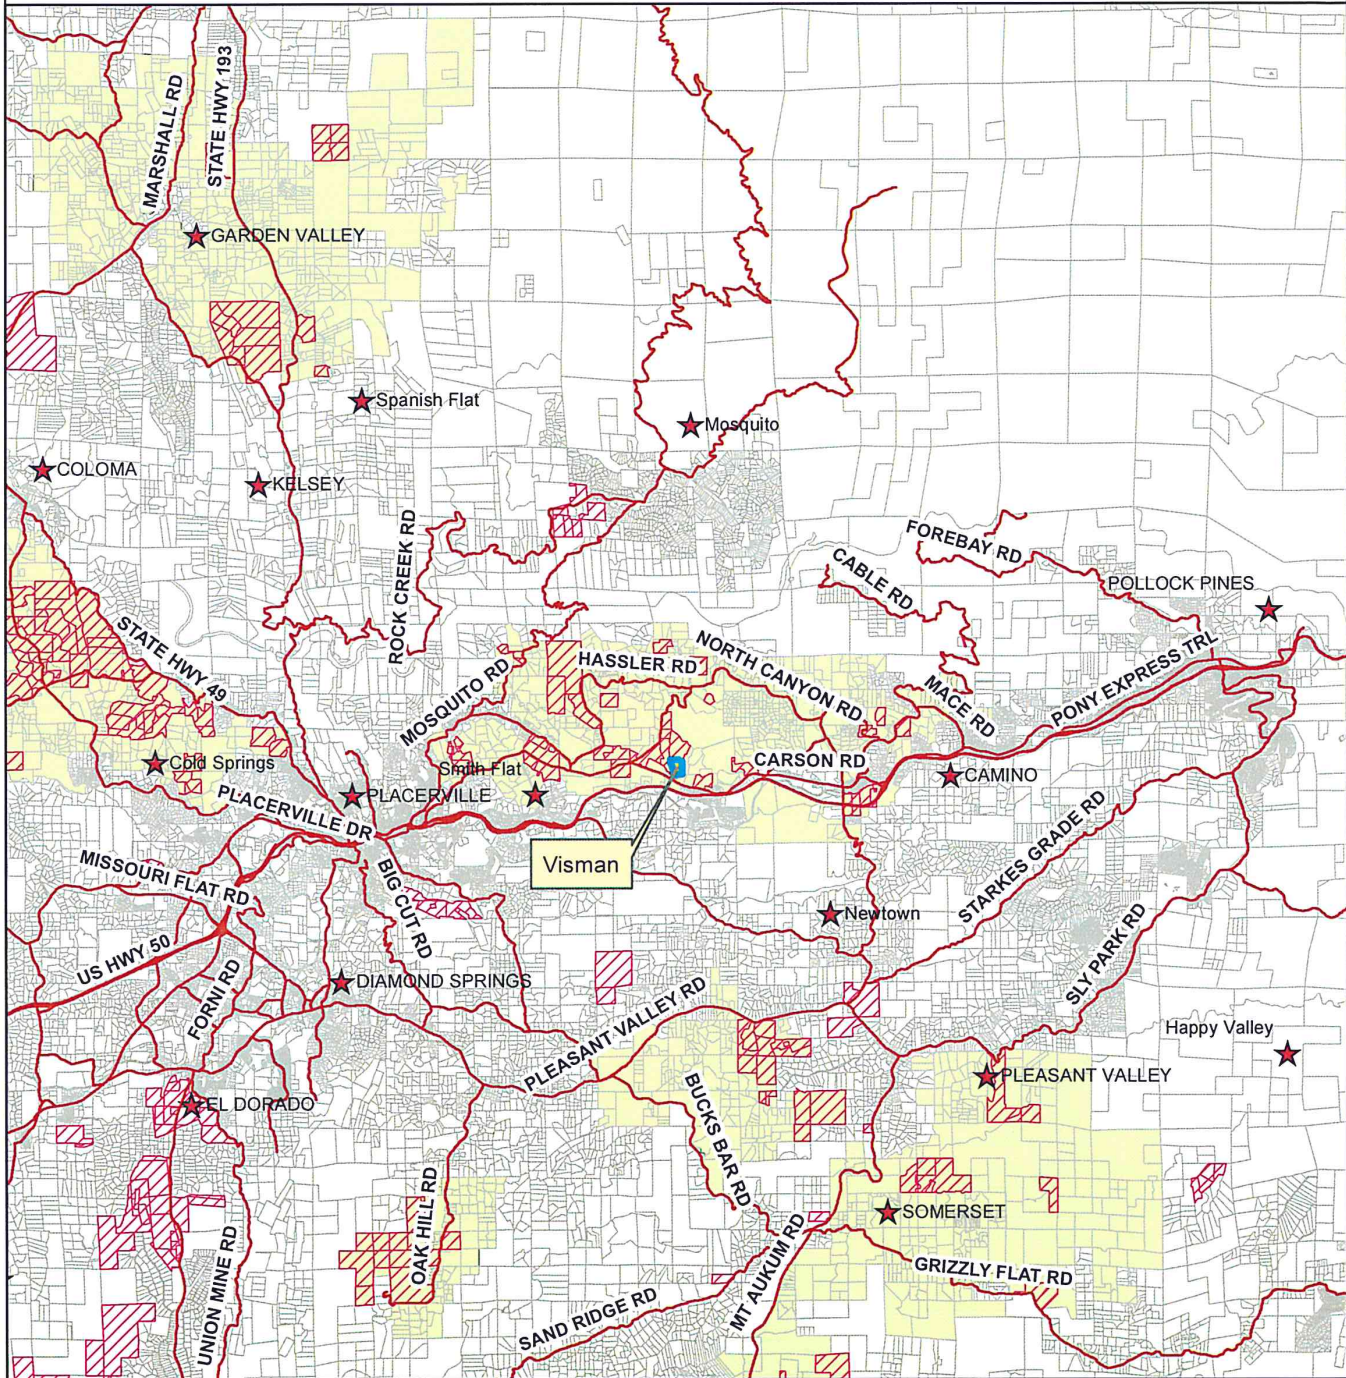 MARSHALL RD
STATE HWY 193
GARDEN VALLEY
Spanish Flat
Mosquito
COLOMA
KELSEY
ROCK CREEK RD
FOREBAY RD
CABLE RD
POLLOCK PINES
STATE HWY 49
HASSLER RD
NORTH CANYON RD
MACE RD
PONY EXPRESS TRL
MOSQUITO RD
Cold Springs
Smith Flat
CARSON RD
CAMINO
PLACERVILLE
PLACERVILLE DR
STARKES GRADE RD
Visman
MISSOURI FLAT RD
BIG CUT RD
Newtown
US HWY 50
FORNI RD
DIAMOND SPRINGS
SLY PARK RD
PLEASANT VALLEY RD
Happy Valley
PLEASANT VALLEY
EL DORADO
BUCKS BAR RD
OAK HILL RD
SOMERSET
UNION MINE RD
MT AUKUM RD
GRIZZLY FLAT RD
SAND RIDGE RD